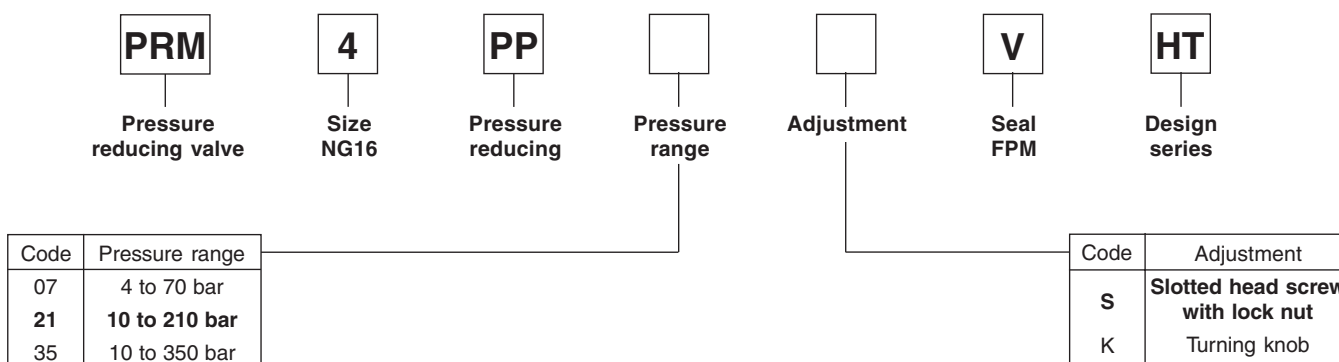 PRM 4 PP V HT
Pressure reducing valve
Size NG16
Pressure reducing
Pressure range
Adjustment
Seal FPM
Design series
Code Pressure range
07 4 to 70 bar
21 10 to 210 bar
35 10 to 350 bar
Code Adjustment
S Slotted head screw with lock nut
K Turning knob